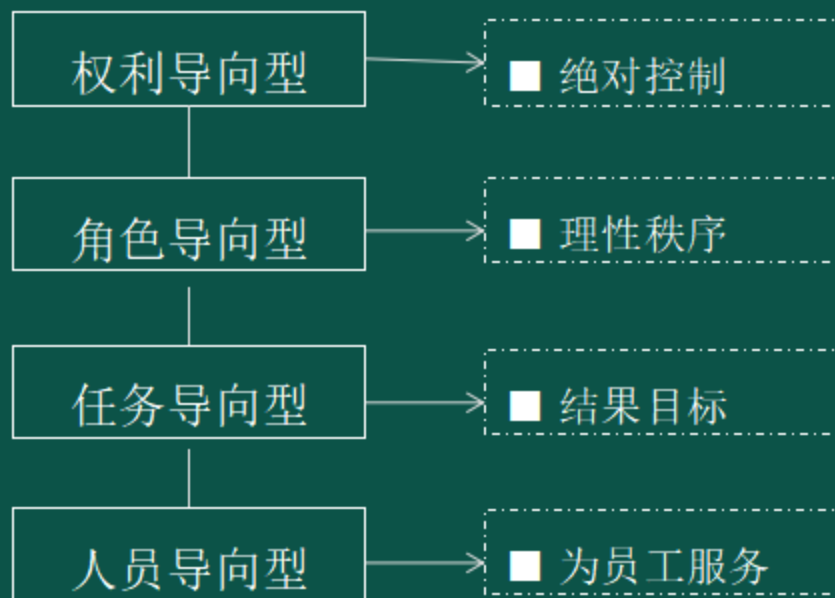 权利导向型
■ 绝对控制
角色导向型
■ 理性秩序
任务导向型
■ 结果目标
人员导向型
■ 为员工服务